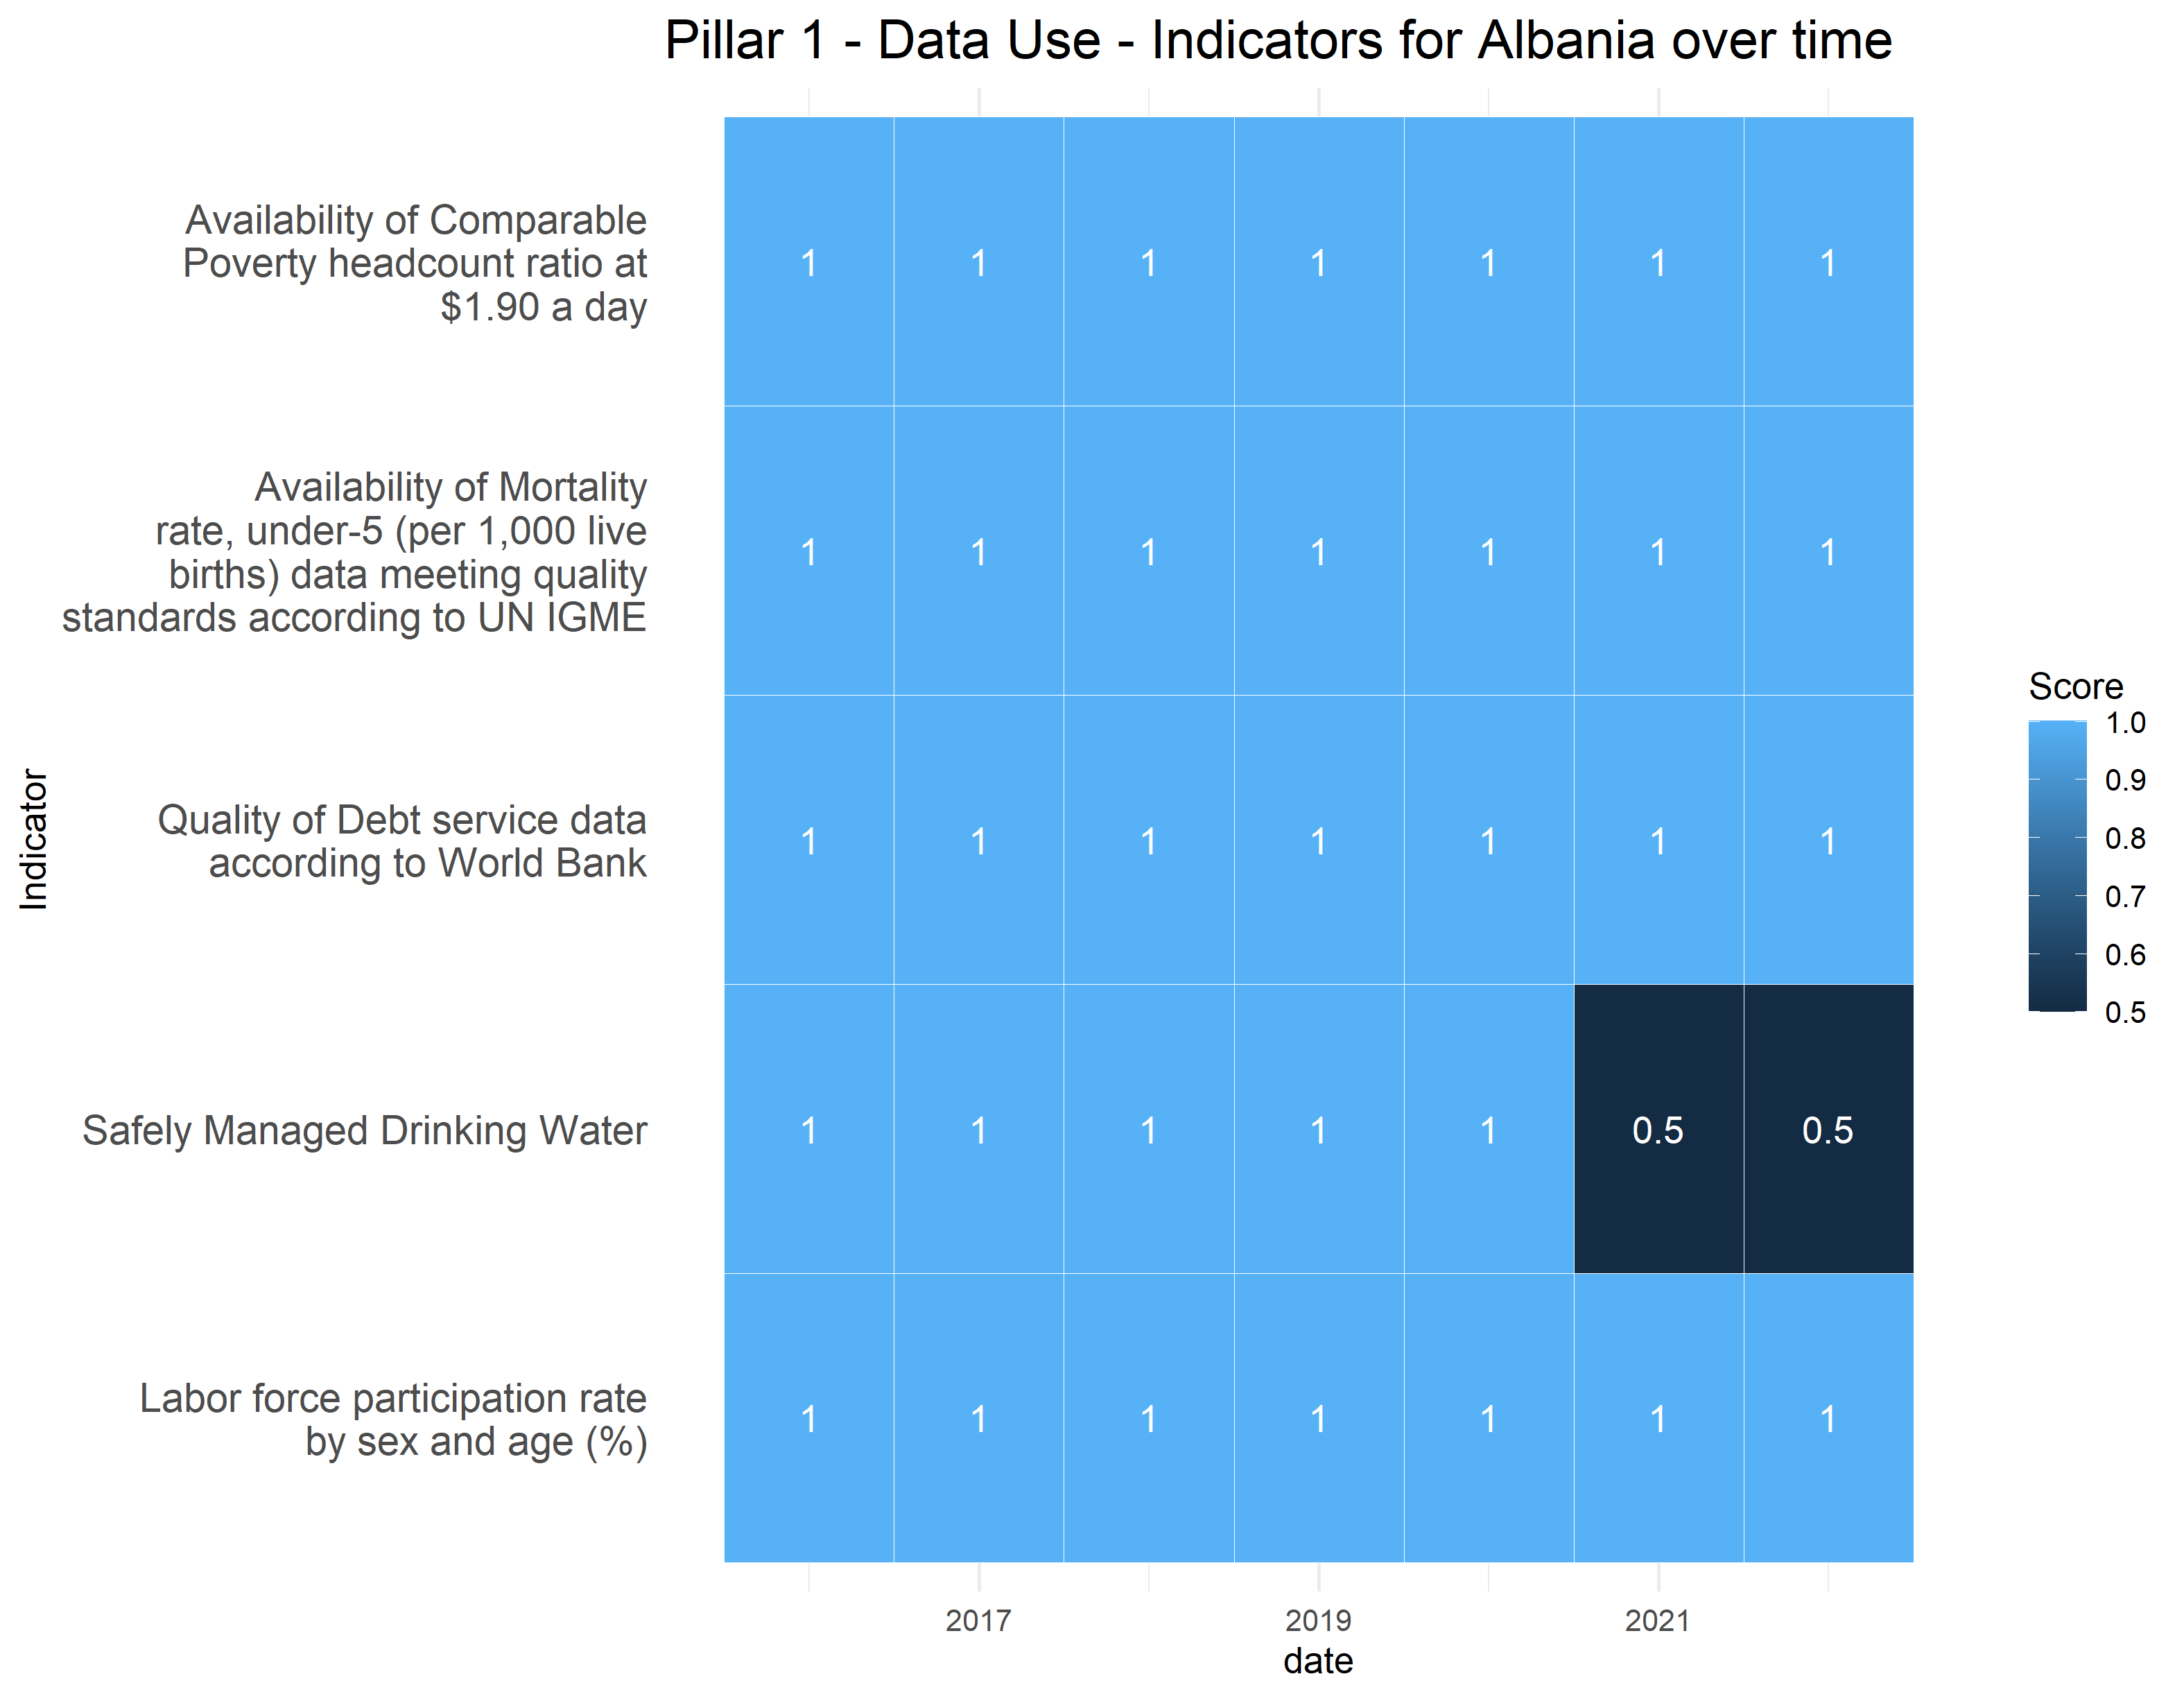 Pillar 1 - Data Use - Indicators for Albania over time
Indicator
Availability of Comparable
Poverty headcount ratio at
$1.90 a day
1 1 1 1 1 1 1
Availability of Mortality
rate, under-5 (per 1,000 live
births) data meeting quality
standards according to UN IGME
1 1 1 1 1 1 1
Quality of Debt service data
according to World Bank
1 1 1 1 1 1 1
Safely Managed Drinking Water
1 1 1 1 1 0.5 0.5
Labor force participation rate
by sex and age (%)
1 1 1 1 1 1 1
2017 2019 2021
date
Score
1.0
0.9
0.8
0.7
0.6
0.5